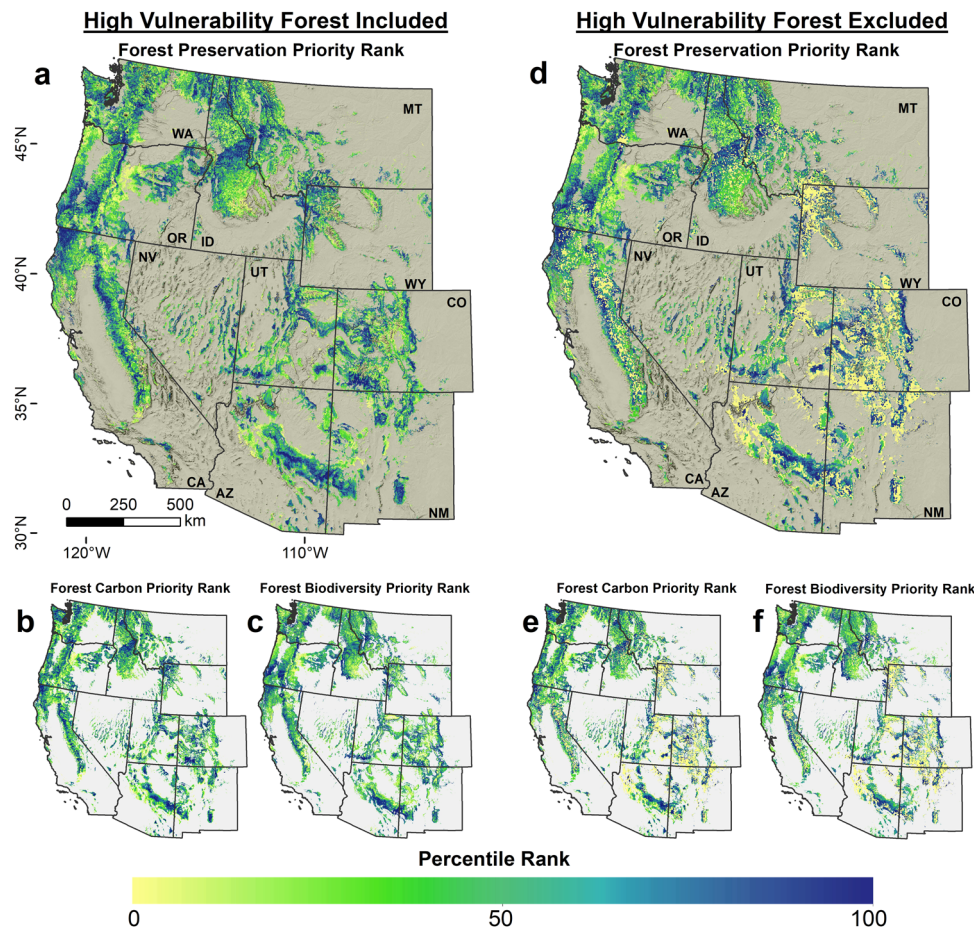 High Vulnerability Forest Included
Forest Preservation Priority Rank
a
MT
WA
OR
ID
NV
UT
WY
CO
CA
AZ
NM
45°N
40°N
35°N
30°N
0 250 500
km
120°W 110°W
High Vulnerability Forest Excluded
Forest Preservation Priority Rank
d
MT
WA
OR
ID
NV
UT
WY
CO
CA
AZ
NM
Forest Carbon Priority Rank
b
Forest Biodiversity Priority Rank
c
Forest Carbon Priority Rank
e
Forest Biodiversity Priority Rank
f
Percentile Rank
0 50 100